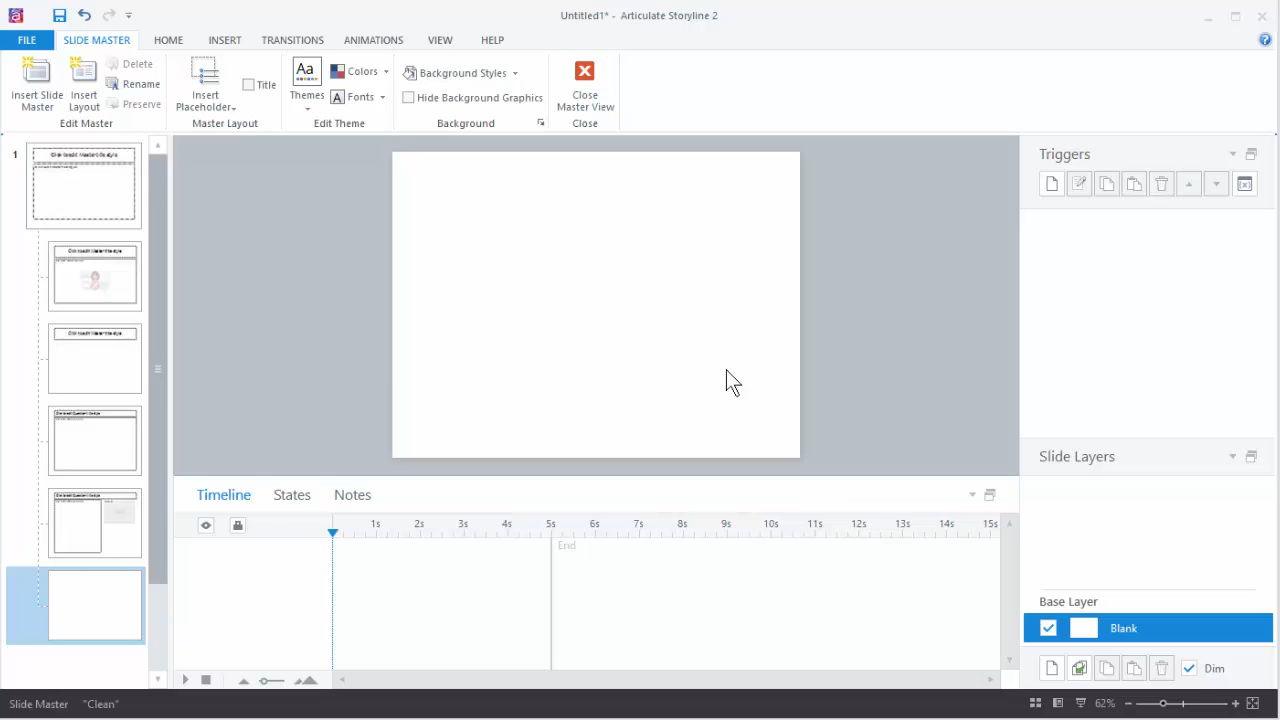 Untitled1* - Articulate Storyline 2
FILE
SLIDE MASTER
HOME
INSERT
TRANSITIONS
ANIMATIONS
VIEW
HELP
Insert Slide
Master
Insert
Layout
Delete
Rename
Preserve
Edit Master
Insert
Placeholder
Title
Master Layout
Aa
Themes
Colors
A Fonts
Edit Theme
Background Styles
Hide Background Graphics
Background
Close
Master View
Close
1
Triggers
Timeline
States
Notes
1s 2s 3s 4s 5s 6s 7s 8s 9s 10s 11s 12s 13s 14s 15s
End
Slide Layers
Base Layer
Blank
Dim
Slide Master
"Clean"
62%